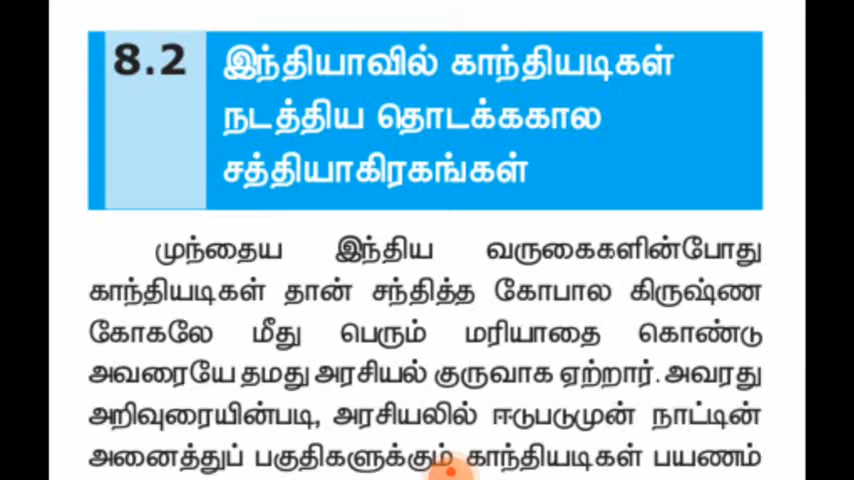 8.2 இந்தியாவில் காந்தியடிகள்
நடத்திய தொடக்ககால
சத்தியாகிரகங்கள்
முந்தைய இந்திய வருகைகளின்போது
காந்தியடிகள் தான் சந்தித்த கோபால கிருஷ்ண
கோகலே மீது பெரும் மரியாதை கொண்டு
அவரையே தமது அரசியல் குருவாக ஏற்றார். அவரது
அறிவுரையின்படி, அரசியலில் ஈடுபடுமுன் நாட்டின்
அனைத்துப் பகுதிகளுக்கும் காந்தியடிகள் பயணம்